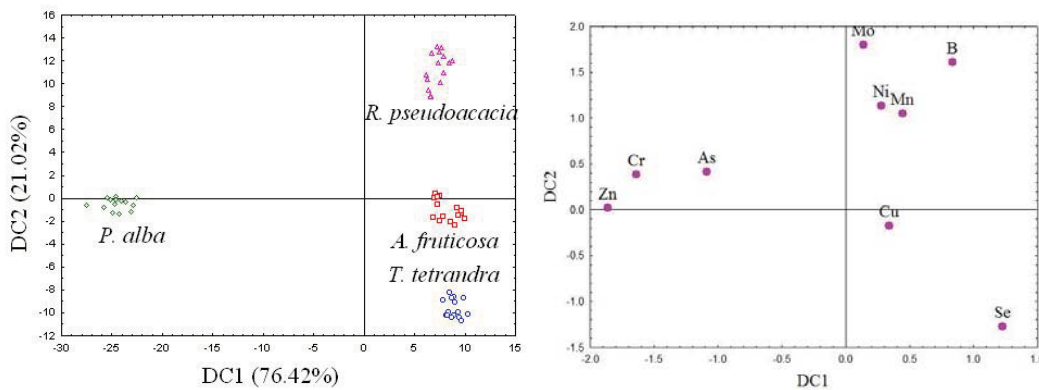 16
14
12
10
8
6
4
2
0
-2
-4
-6
-8
-10
-12
DC2 (21.02%)
R. pseudoacacia
P. alba
A. fruticosa
T. tetrandra
-30 -25 -20 -15 -10 -5 0 5 10 15
DC1 (76.42%)
2.0
1.5
1.0
0.5
0.0
-0.5
-1.0
-1.5
DC2
Mo
B
Ni
Mn
Cr
As
Zn
Cu
Se
-2.0 -1.5 -1.0 -0.5 0.0 0.5 1.0 1.5
DC1